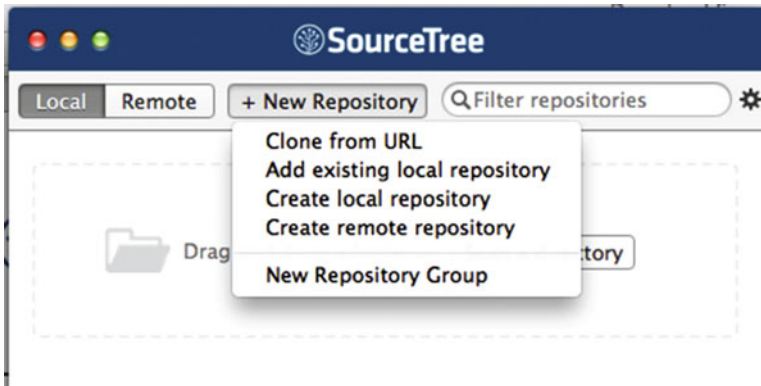 SourceTree
Local Remote + New Repository Filter repositories
Clone from URL
Add existing local repository
Create local repository
Create remote repository
Drag
New Repository Group